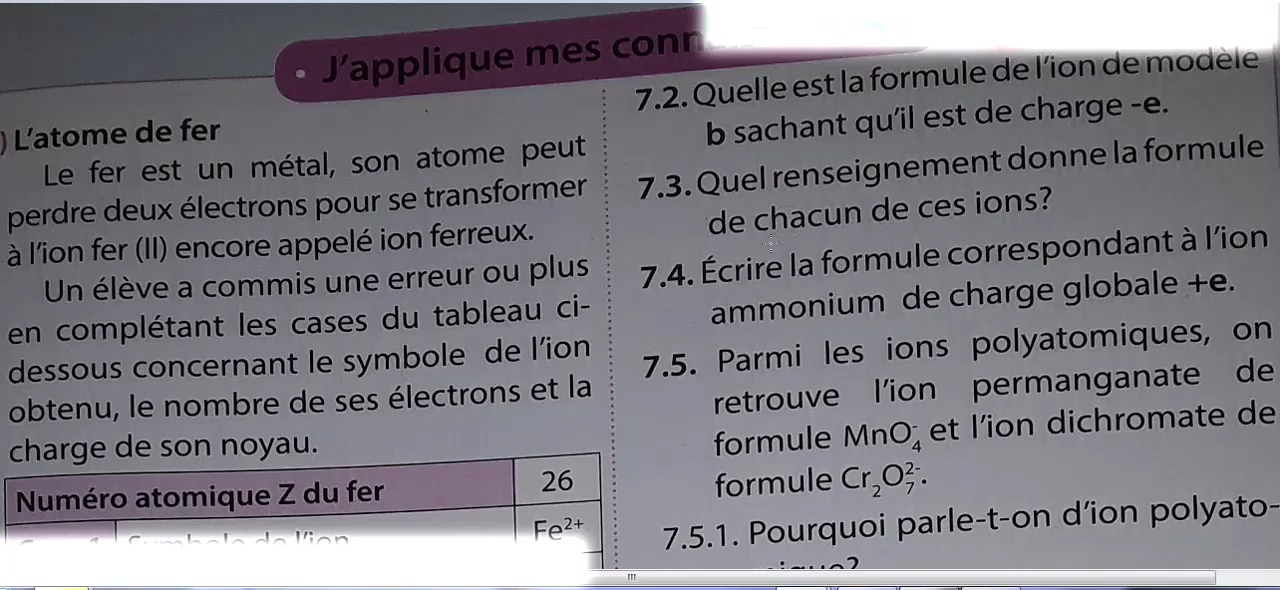 • J'applique mes conn
) L'atome de fer
Le fer est un métal, son atome peut
perdre deux électrons pour se transformer
à l'ion fer (II) encore appelé ion ferreux.
Un élève a commis une erreur ou plus
en complétant les cases du tableau ci-
dessous concernant le symbole de l'ion
obtenu, le nombre de ses électrons et la
charge de son noyau.
Numéro atomique Z du fer 26
Symbole de l'ion Fe²⁺
7.2. Quelle est la formule de l'ion de modèle
b sachant qu'il est de charge -e.
7.3. Quel renseignement donne la formule
de chacun de ces ions?
7.4. Écrire la formule correspondant à l'ion
ammonium de charge globale +e.
7.5. Parmi les ions polyatomiques, on
retrouve l'ion permanganate de
formule MnO₄⁻ et l'ion dichromate de
formule Cr₂O₇²⁻.
7.5.1. Pourquoi parle-t-on d'ion polyato-
mique?